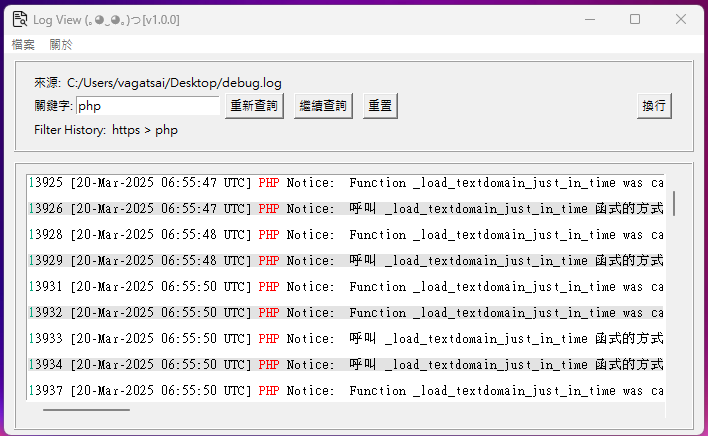 Log View (｡◕‿◕｡)つ[v1.0.0]
檔案 關於
來源: C:/Users/vagatsai/Desktop/debug.log
關鍵字: php 重新查詢 繼續查詢 重置 換行
Filter History: https > php
13925 [20-Mar-2025 06:55:47 UTC] PHP Notice: Function _load_textdomain_just_in_time was ca
13926 [20-Mar-2025 06:55:47 UTC] PHP Notice: 呼叫 _load_textdomain_just_in_time 函式的方式
13928 [20-Mar-2025 06:55:48 UTC] PHP Notice: Function _load_textdomain_just_in_time was ca
13929 [20-Mar-2025 06:55:48 UTC] PHP Notice: 呼叫 _load_textdomain_just_in_time 函式的方式
13931 [20-Mar-2025 06:55:50 UTC] PHP Notice: Function _load_textdomain_just_in_time was ca
13932 [20-Mar-2025 06:55:50 UTC] PHP Notice: Function _load_textdomain_just_in_time was ca
13933 [20-Mar-2025 06:55:50 UTC] PHP Notice: 呼叫 _load_textdomain_just_in_time 函式的方式
13934 [20-Mar-2025 06:55:50 UTC] PHP Notice: 呼叫 _load_textdomain_just_in_time 函式的方式
13937 [20-Mar-2025 06:55:50 UTC] PHP Notice: Function _load_textdomain_just_in_time was ca